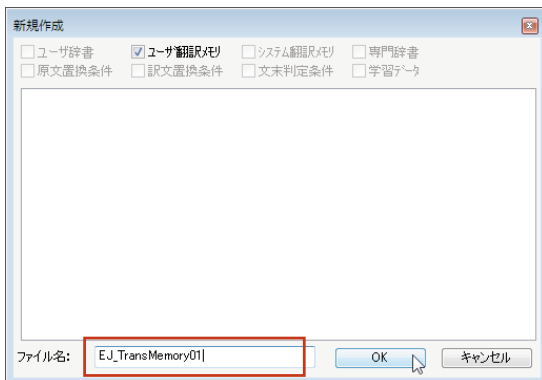 新規作成
ユーザ辞書 ユーザ翻訳メモリ システム翻訳メモリ 専門辞書
原文置換条件 訳文置換条件 文末判定条件 学習データ
ファイル名: EJ_TransMemory01 OK キャンセル